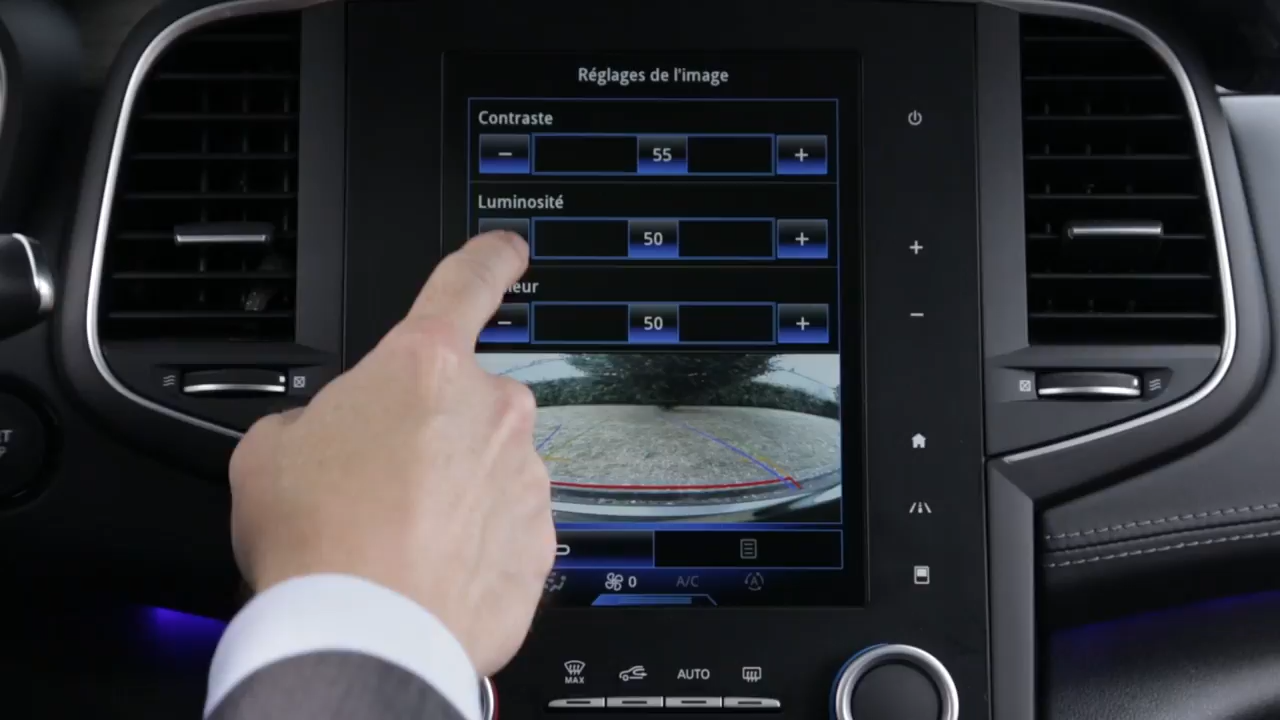 Réglages de l'image
Contraste
− 55 +
Luminosité
50 +
leur
− 50 +
0 A/C A
MAX AUTO